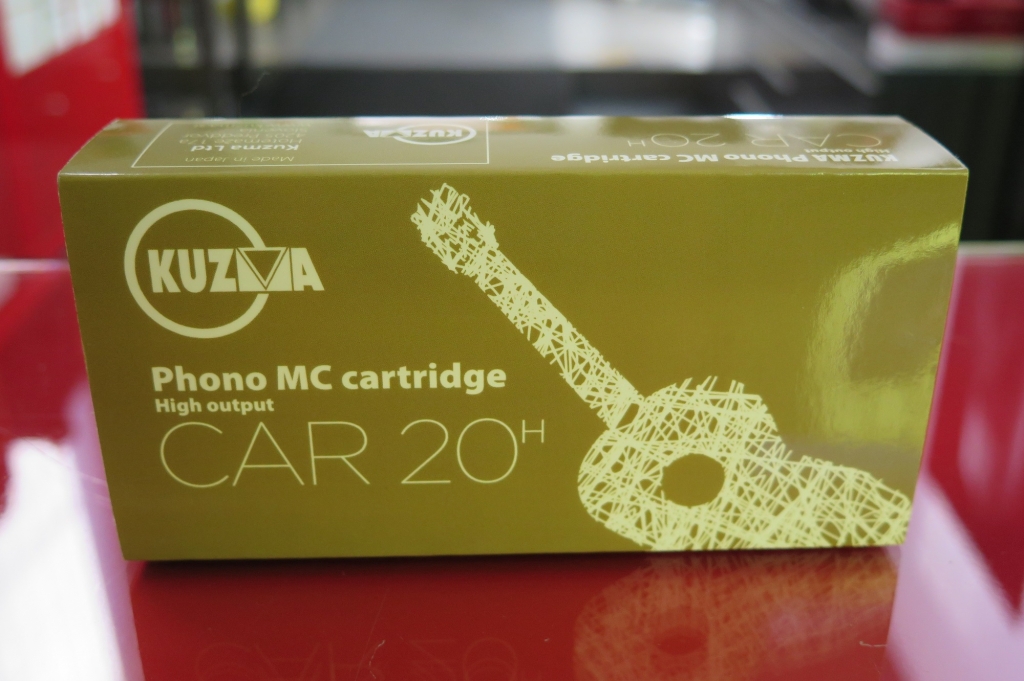 KUZMA
Phono MC cartridge
High output
CAR 20H
KUZMA Phono MC cartridge
High output
CAR 20H
KUZMA
Made in Japan
Kuzma Ltd